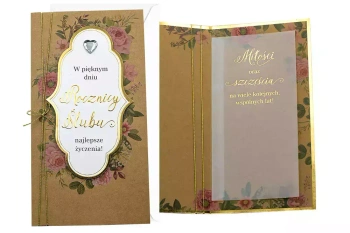 W pięknym
dniu
Rocznicy
Ślubu
najlepsze
życzenia!
Miłości
oraz
szczęścia
na wiele kolejnych,
wspólnych lat!